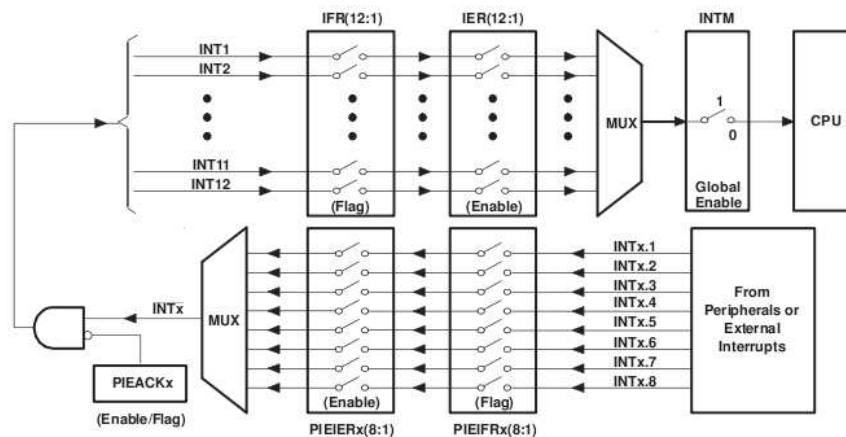 IFR(12:1)
IER(12:1)
INTM
INT1
INT2
INT11
INT12
(Flag)
(Enable)
MUX
1
0
Global
Enable
CPU
INTx
PIEACKx
(Enable/Flag)
MUX
(Enable)
(Flag)
PIEIERx(8:1)
PIEIFRx(8:1)
INTx.1
INTx.2
INTx.3
INTx.4
INTx.5
INTx.6
INTx.7
INTx.8
From
Peripherals or
External
Interrupts